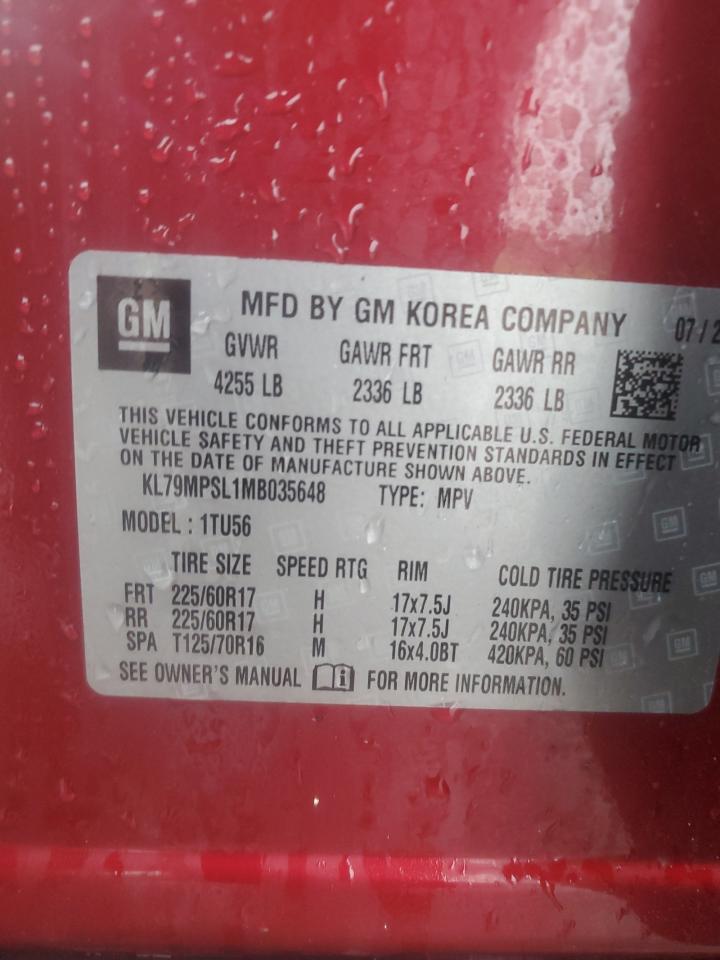 GM
MFD BY GM KOREA COMPANY 07/2
GVWR GAWR FRT GAWR RR
4255 LB 2336 LB 2336 LB
THIS VEHICLE CONFORMS TO ALL APPLICABLE U.S. FEDERAL MOTOR
VEHICLE SAFETY AND THEFT PREVENTION STANDARDS IN EFFECT
ON THE DATE OF MANUFACTURE SHOWN ABOVE.
KL79MPSL1MB035648 TYPE: MPV
MODEL : 1TU56
TIRE SIZE SPEED RTG RIM COLD TIRE PRESSURE
FRT 225/60R17 H 17x7.5J 240KPA, 35 PSI
RR 225/60R17 H 17x7.5J 240KPA, 35 PSI
SPA T125/70R16 M 16x4.0BT 420KPA, 60 PSI
SEE OWNER'S MANUAL i FOR MORE INFORMATION.